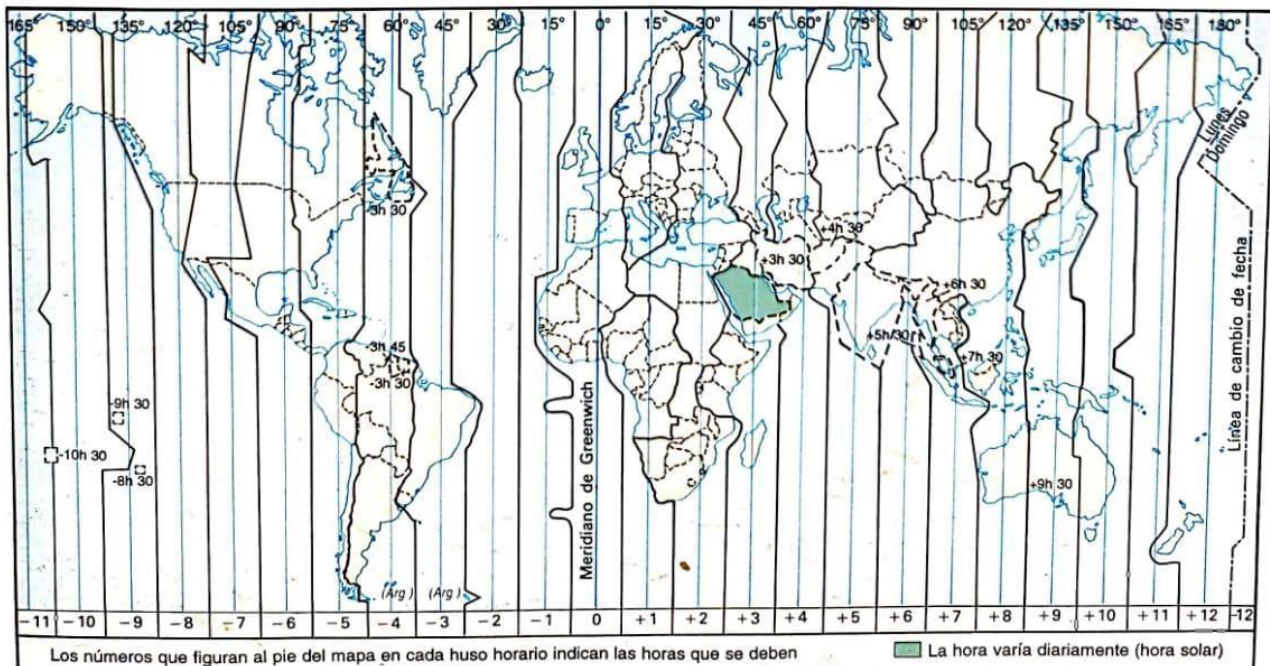 165° 150° 135° 120° 105° 90° 75° 60° 45° 30° 15° 0° 15° 30° 45° 60° 75° 90° 105° 120° 135° 150° 165° 180°
Lunes
Domingo
-3h 30
+4h 30
+3h 30
+6h 30
+5h/30
-3h 45
+7h 30
-3h 30
-9h 30
-10h 30
-8h 30
+9h 30
Meridiano de Greenwich
Línea de cambio de fecha
(Arg) (Arg)
-11 -10 -9 -8 -7 -6 -5 -4 -3 -2 -1 0 +1 +2 +3 +4 +5 +6 +7 +8 +9 +10 +11 +12 -12
Los números que figuran al pie del mapa en cada huso horario indican las horas que se deben
La hora varía diariamente (hora solar)